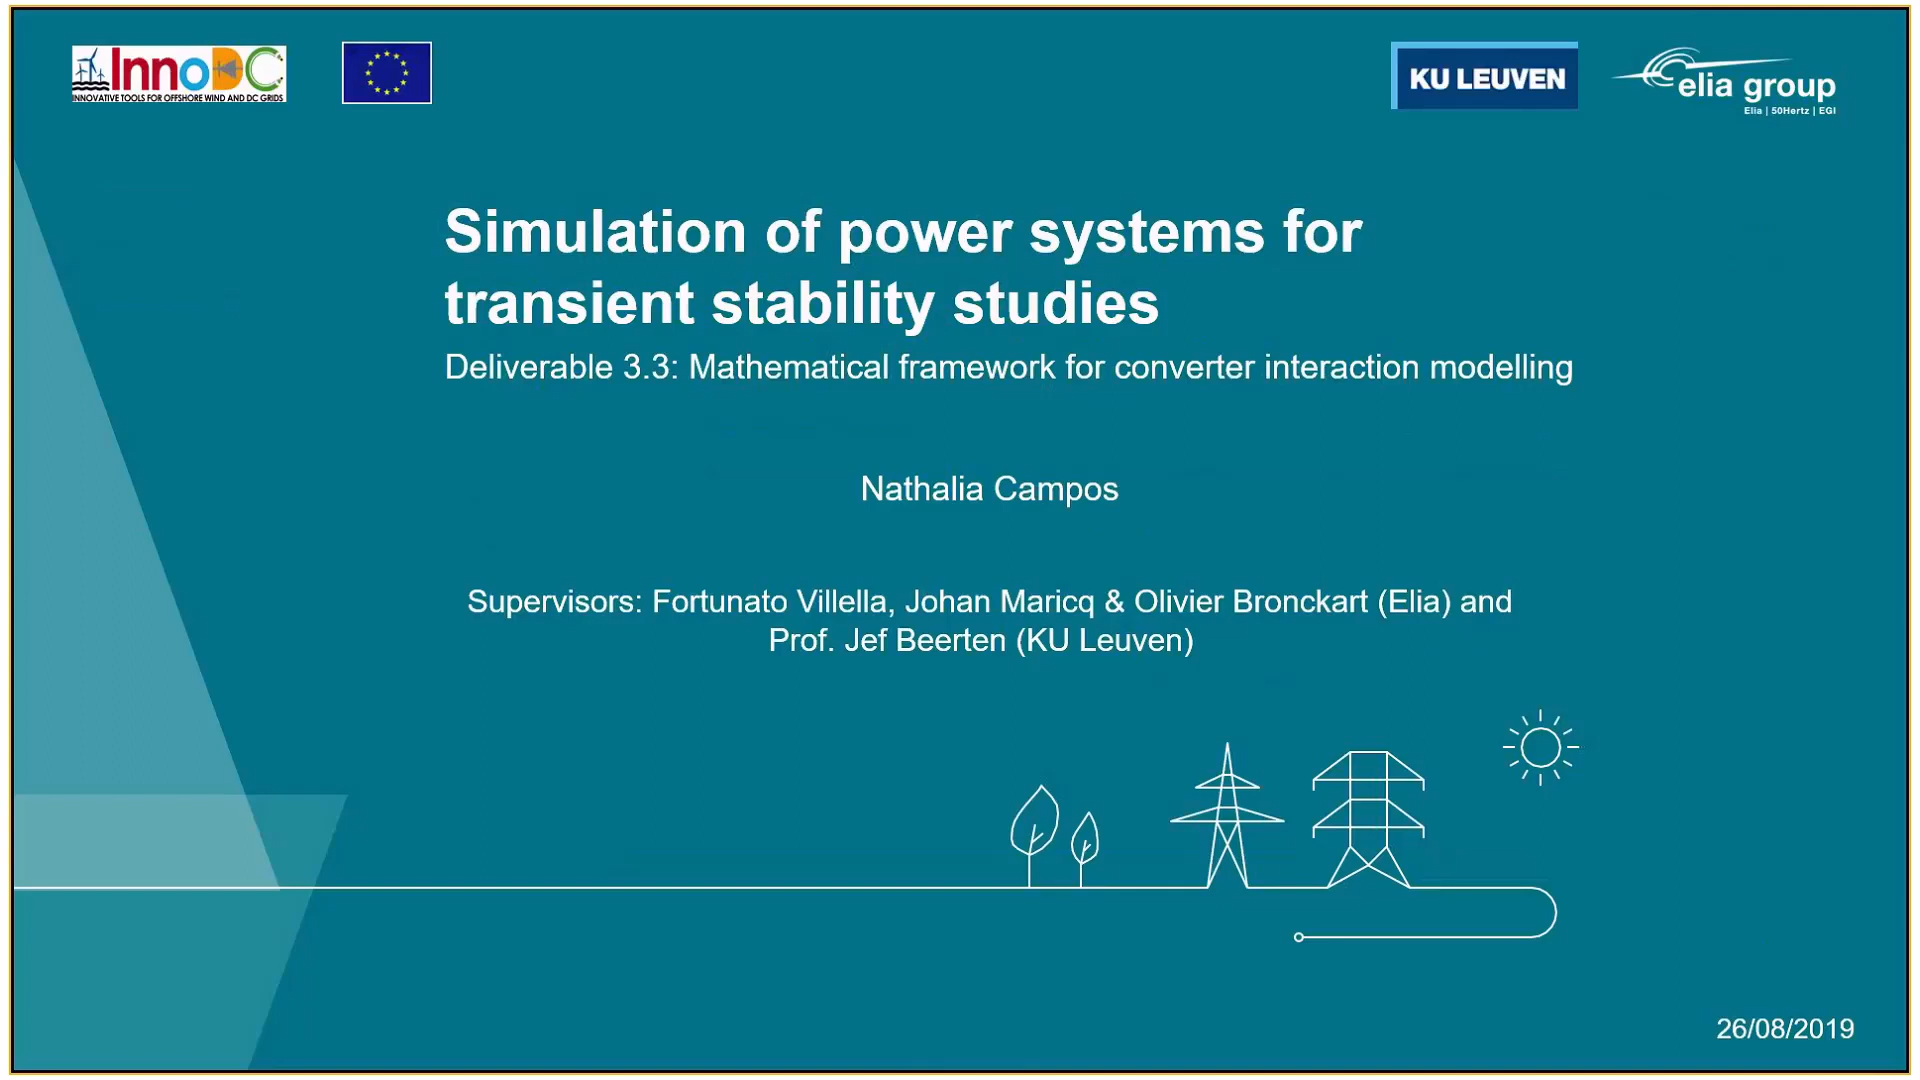 InnoDC
INNOVATIVE TOOLS FOR OFFSHORE WIND AND DC GRIDS
KU LEUVEN
elia group
Elia | 50Hertz | EGI
Simulation of power systems for
transient stability studies
Deliverable 3.3: Mathematical framework for converter interaction modelling
Nathalia Campos
Supervisors: Fortunato Villella, Johan Maricq & Olivier Bronckart (Elia) and
Prof. Jef Beerten (KU Leuven)
26/08/2019